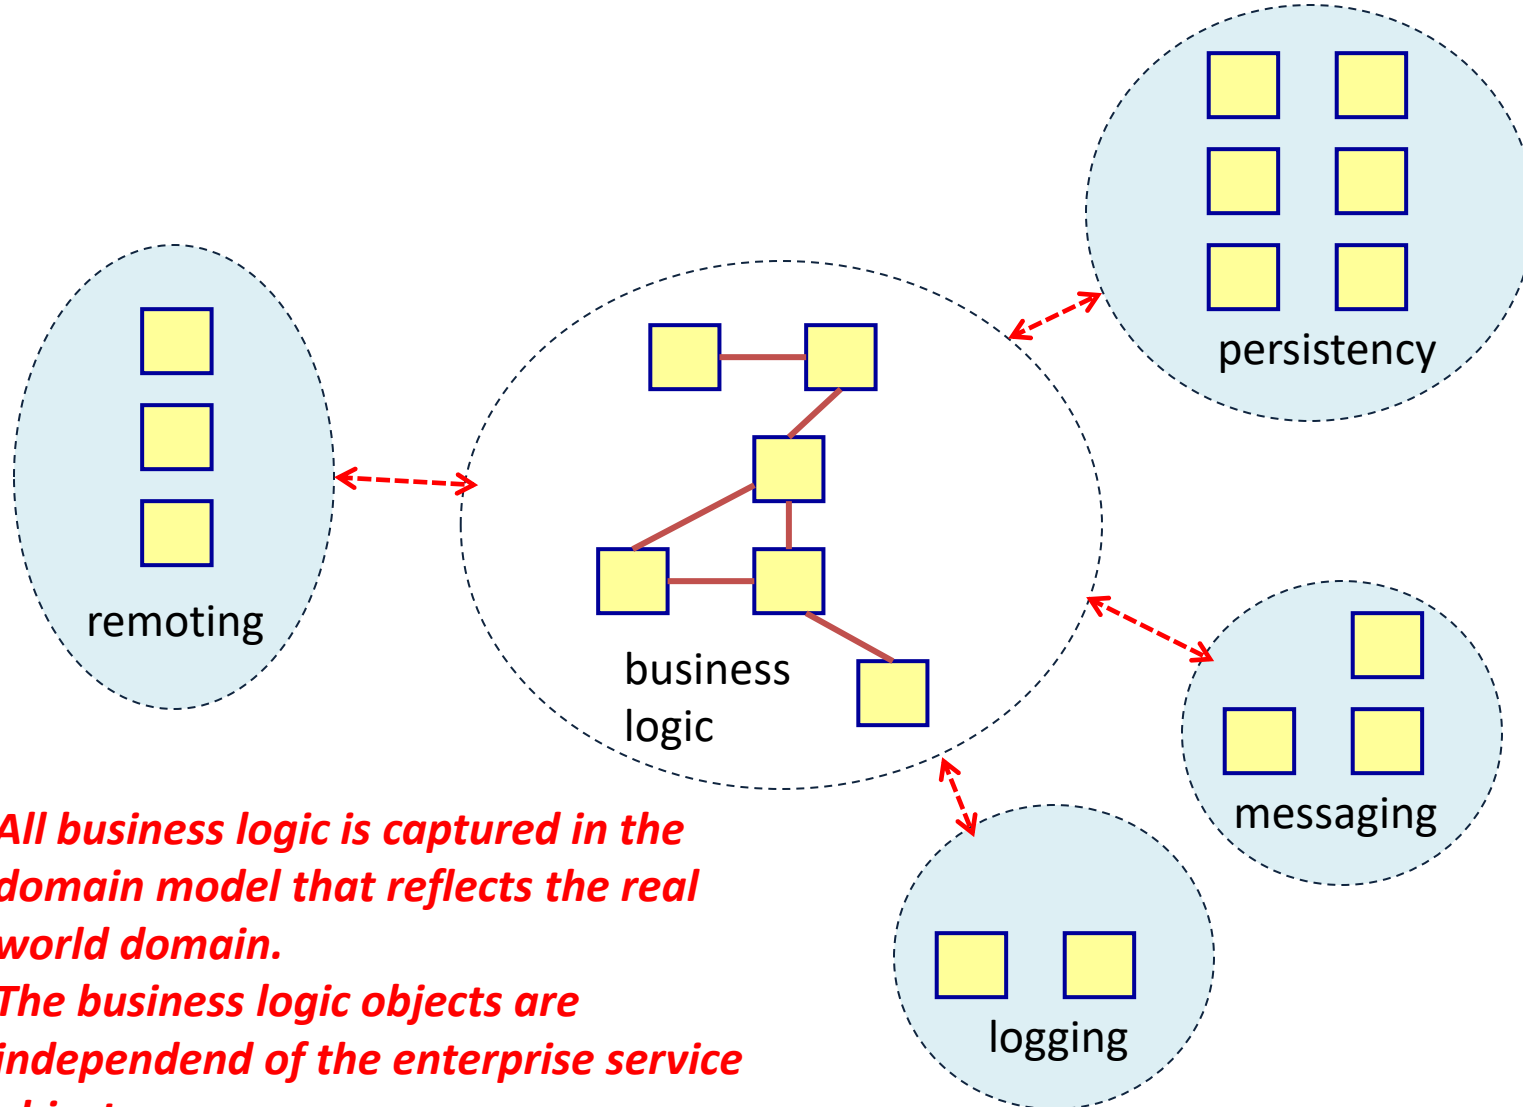 persistency
remoting
business
logic
messaging
All business logic is captured in the
domain model that reflects the real
world domain.
The business logic objects are
independend of the enterprise service
logging